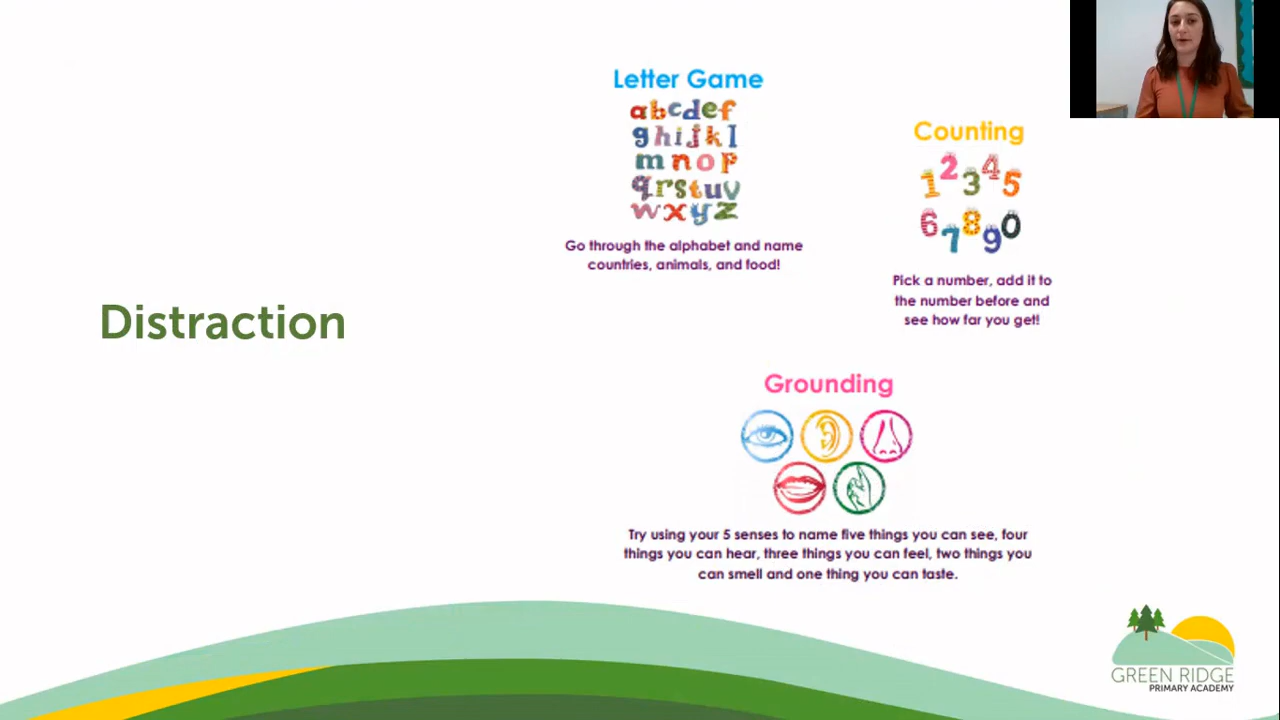 Distraction
Letter Game
abcdef
ghijkl
mnop
qrstuv
wxyz
Go through the alphabet and name
countries, animals, and food!
Counting
12345
67890
Pick a number, add it to
the number before and
see how far you get!
Grounding
Try using your 5 senses to name five things you can see, four
things you can hear, three things you can feel, two things you
can smell and one thing you can taste.
GREEN RIDGE
PRIMARY ACADEMY